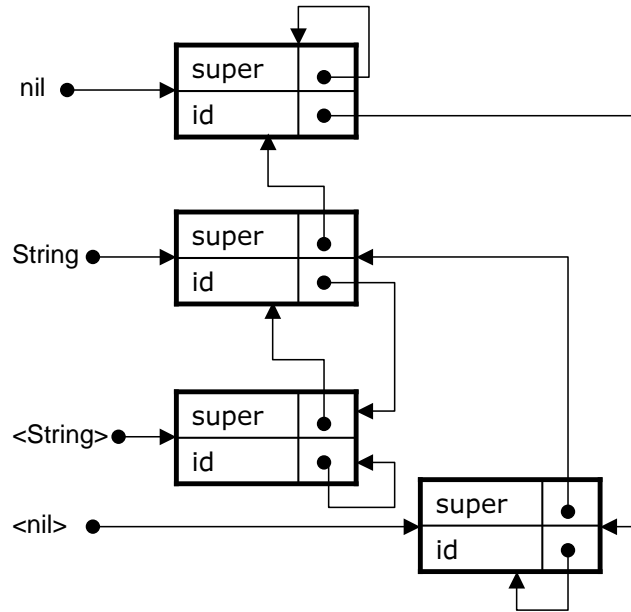 super
nil
id
super
String
id
super
<String>
id
super
<nil>
id